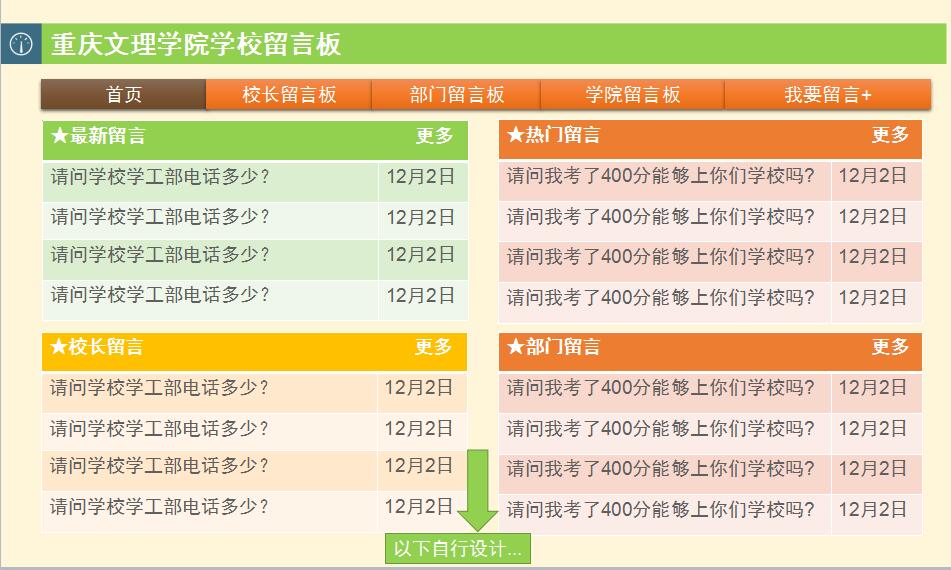 重庆文理学院学校留言板
首页 校长留言板 部门留言板 学院留言板 我要留言+
★最新留言 更多
请问学校学工部电话多少? 12月2日
请问学校学工部电话多少? 12月2日
请问学校学工部电话多少? 12月2日
请问学校学工部电话多少? 12月2日
★热门留言 更多
请问我考了400分能够上你们学校吗? 12月2日
请问我考了400分能够上你们学校吗? 12月2日
请问我考了400分能够上你们学校吗? 12月2日
请问我考了400分能够上你们学校吗? 12月2日
★校长留言 更多
请问学校学工部电话多少? 12月2日
请问学校学工部电话多少? 12月2日
请问学校学工部电话多少? 12月2日
请问学校学工部电话多少? 12月2日
★部门留言 更多
请问我考了400分能够上你们学校吗? 12月2日
请问我考了400分能够上你们学校吗? 12月2日
请问我考了400分能够上你们学校吗? 12月2日
请问我考了400分能够上你们学校吗? 12月2日
以下自行设计...